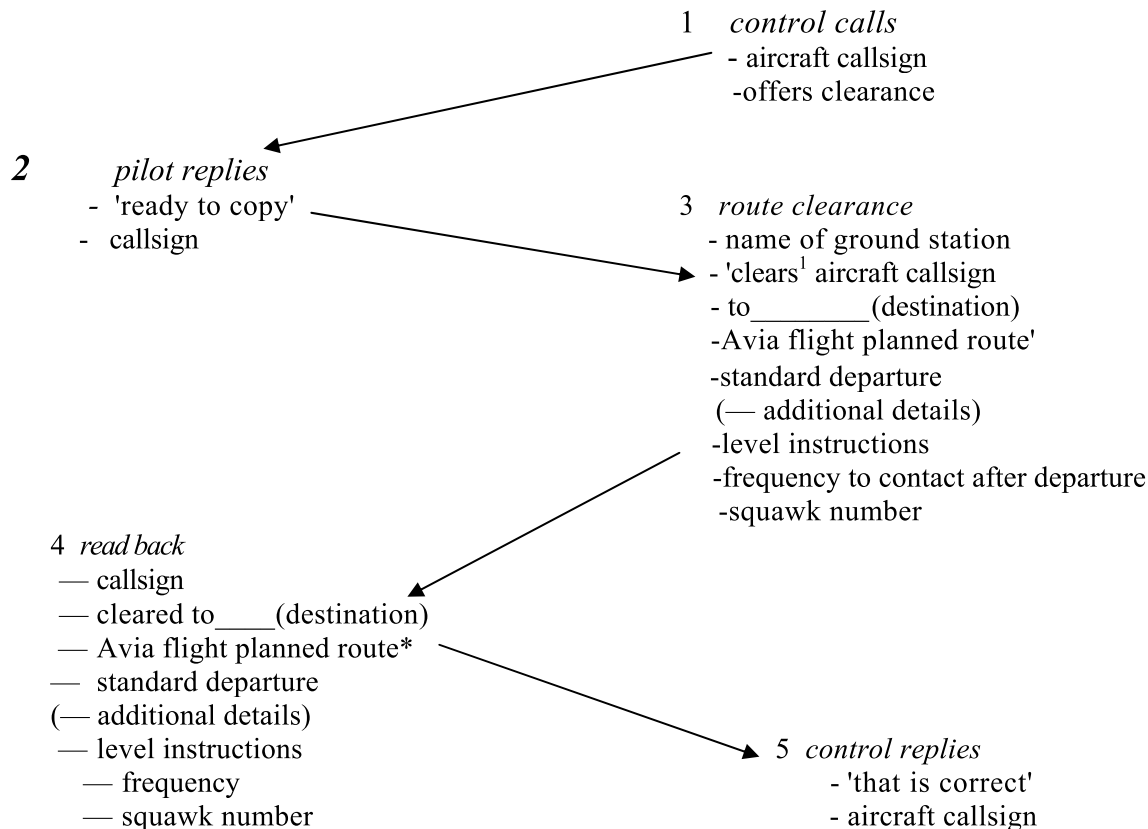 1 control calls
- aircraft callsign
-offers clearance
2 pilot replies
- 'ready to copy'
- callsign
3 route clearance
- name of ground station
- 'clears¹ aircraft callsign
- to________(destination)
-Avia flight planned route'
-standard departure
(— additional details)
-level instructions
-frequency to contact after departure
-squawk number
4 read back
— callsign
— cleared to____(destination)
— Avia flight planned route*
— standard departure
(— additional details)
— level instructions
— frequency
— squawk number
5 control replies
- 'that is correct'
- aircraft callsign